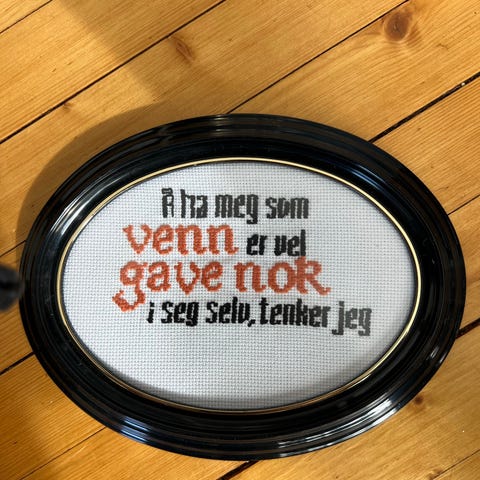 Å ha meg som
venn er vel
gave nok
i seg selv, tenker jeg